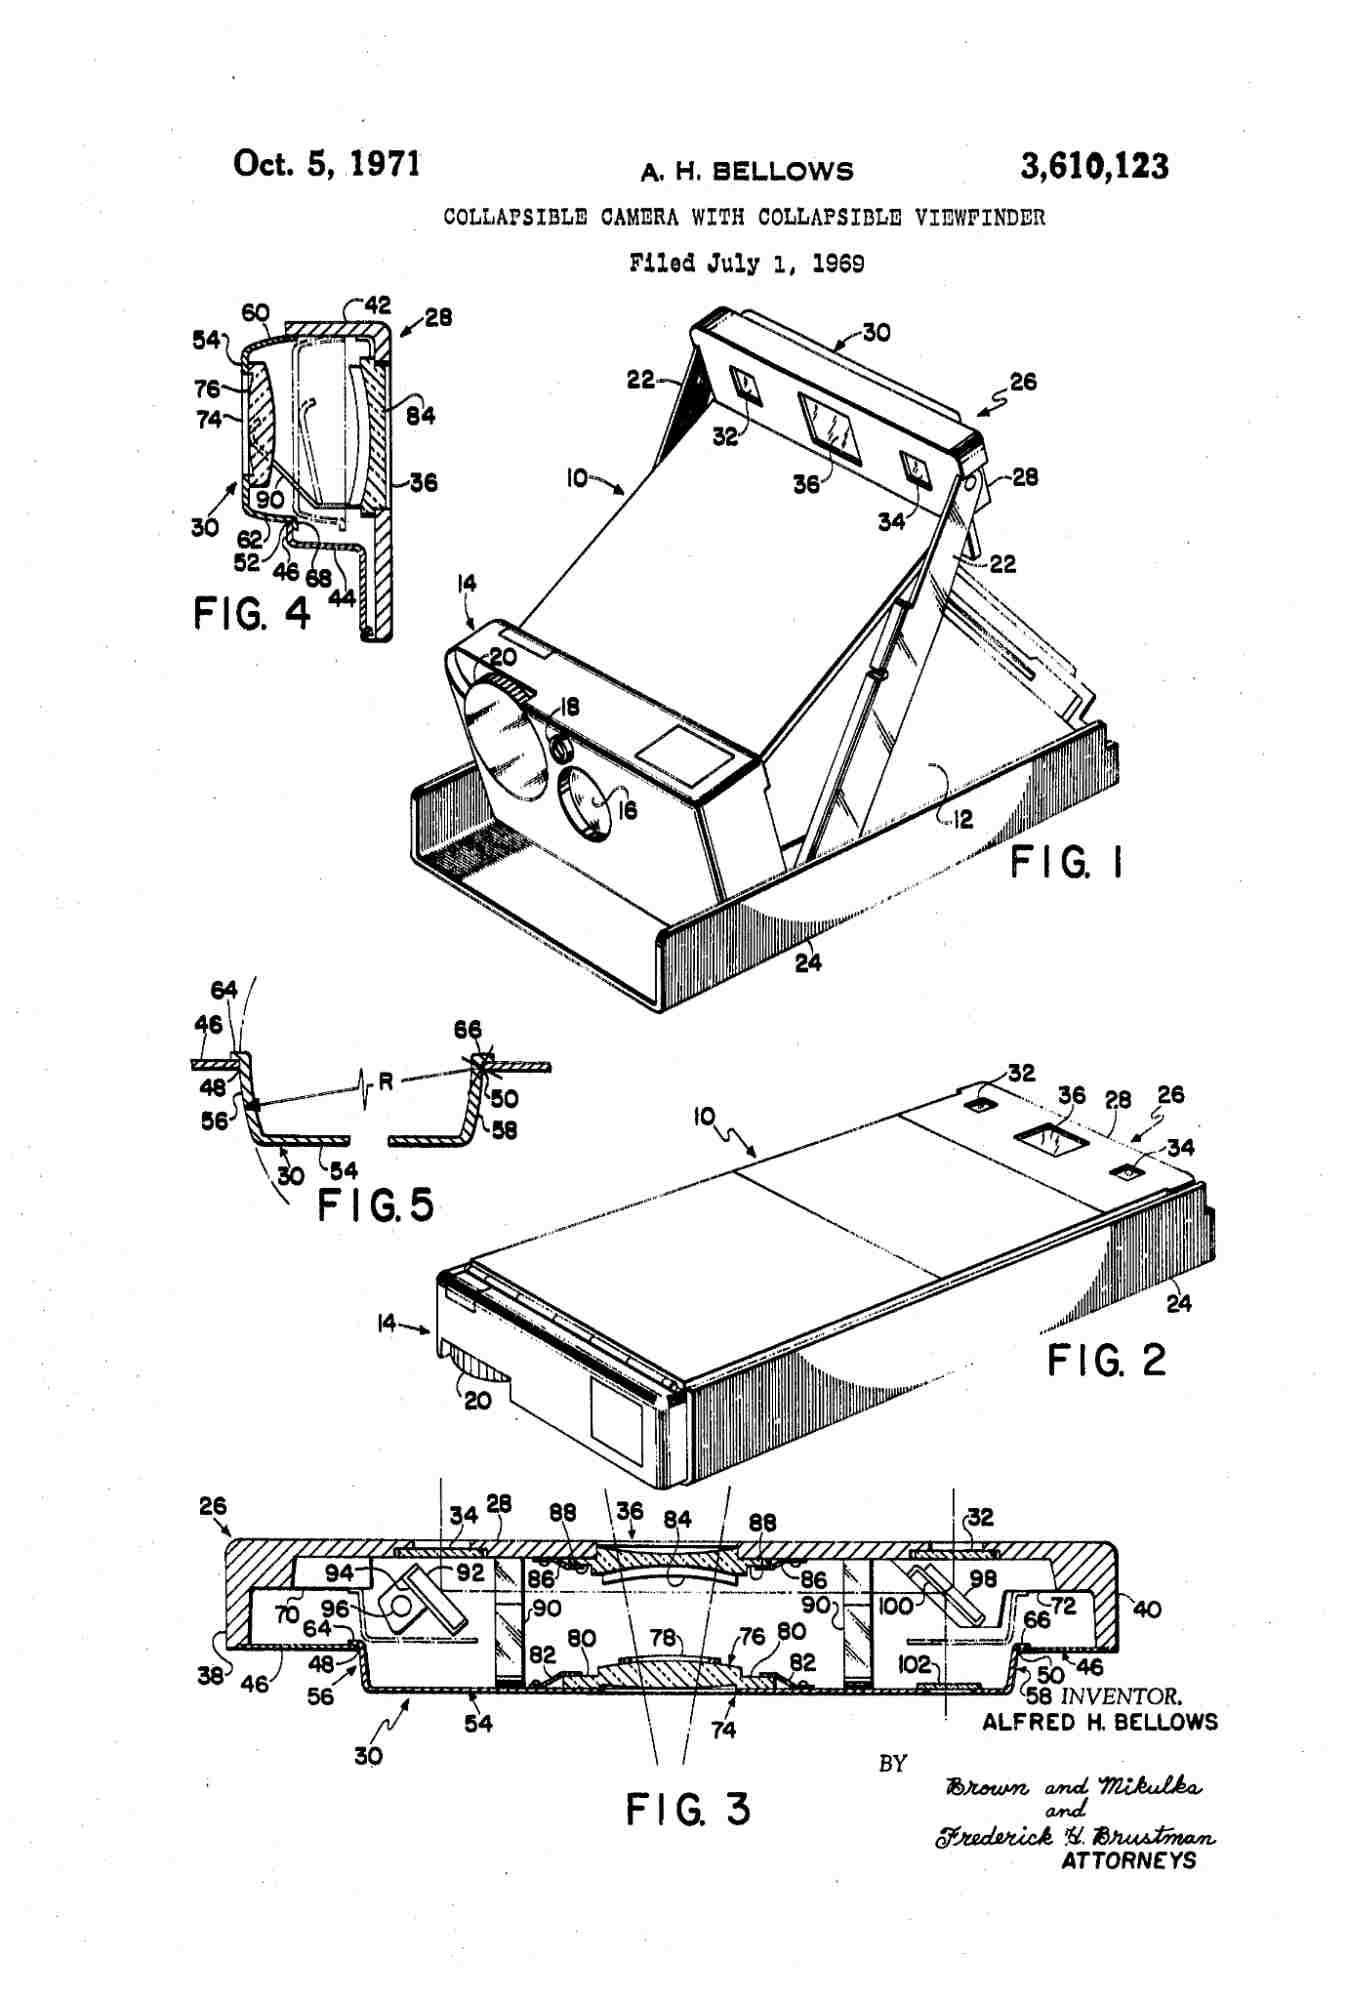 Oct. 5, 1971 A. H. BELLOWS 3,610,123
COLLAPSIBLE CAMERA WITH COLLAPSIBLE VIEWFINDER
Filed July 1, 1969
60 42 28
54
76
74 84
90 36
30
62
52 46 68 44
FIG. 4
30
22 26
32
10 36 28
34
22
14
20
18
16
12
FIG. 1
24
64
46 66
48 R
56 50
58
30 54
FIG. 5
32
36 28 26
10
34
14
24
20
FIG. 2
26 34 28 88 36 84 88 32
94 92 86 86 98
96 70 90 90 100 72 40
64 80 78 76 80 66
38 46 48 56 82 82 102 50 46
58 INVENTOR.
54 74 ALFRED H. BELLOWS
30
BY
Brown and Mikulka
and
FIG. 3
Frederick H. Brustman
ATTORNEYS